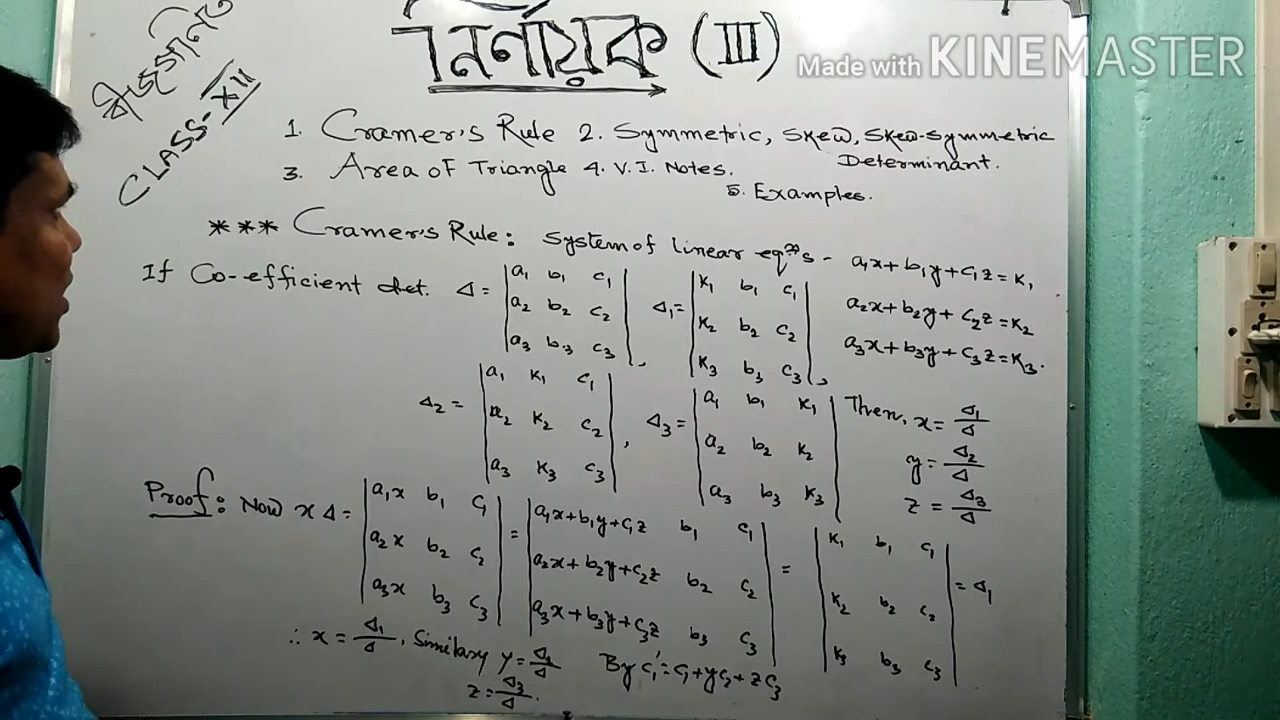 বীজগণিত
CLASS-XII
নির্ণায়ক (III)
Made with KINEMASTER
1. Cramer's Rule 2. Symmetric, Skew, Skew-symmetric Determinant.
3. Area of Triangle 4. V.I. Notes.
5. Examples.
*** Cramer's Rule: System of linear eqⁿs - a₁x+b₁y+c₁z=K₁
a₂x+b₂y+c₂z=K₂
a₃x+b₃y+c₃z=K₃.
If Co-efficient det. Δ = |a₁ b₁ c₁
a₂ b₂ c₂
a₃ b₃ c₃|,
Δ₁= |K₁ b₁ c₁
K₂ b₂ c₂
K₃ b₃ c₃|,
Δ₂ = |a₁ K₁ c₁
a₂ K₂ c₂
a₃ K₃ c₃|,
Δ₃= |a₁ b₁ K₁
a₂ b₂ K₂
a₃ b₃ K₃|
Then, x = Δ₁/Δ
y = Δ₂/Δ
z = Δ₃/Δ
Proof: Now xΔ = |a₁x b₁ c₁
a₂x b₂ c₂
a₃x b₃ c₃|
= |a₁x+b₁y+c₁z b₁ c₁
a₂x+b₂y+c₂z b₂ c₂
a₃x+b₃y+c₃z b₃ c₃|
= |K₁ b₁ c₁
K₂ b₂ c₂
K₃ b₃ c₃| = Δ₁
∴ x = Δ₁/Δ, Similary y = Δ₂/Δ
z = Δ₃/Δ.
By c₁'=c₁+yc₂+zc₃